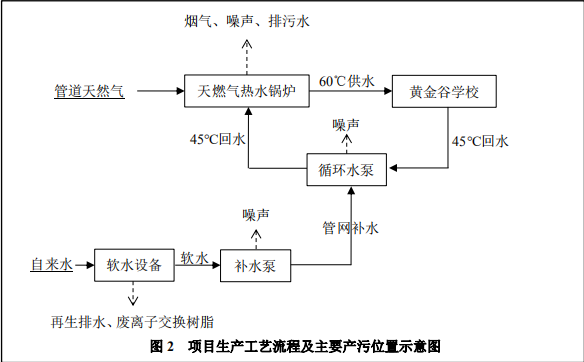 烟气、噪声、排污水
管道天然气
天燃气热水锅炉
60℃供水
黄金谷学校
噪声
45℃回水
45℃回水
循环水泵
噪声
管网补水
自来水
软水设备
软水
补水泵
再生排水、废离子交换树脂
图2 项目生产工艺流程及主要产污位置示意图